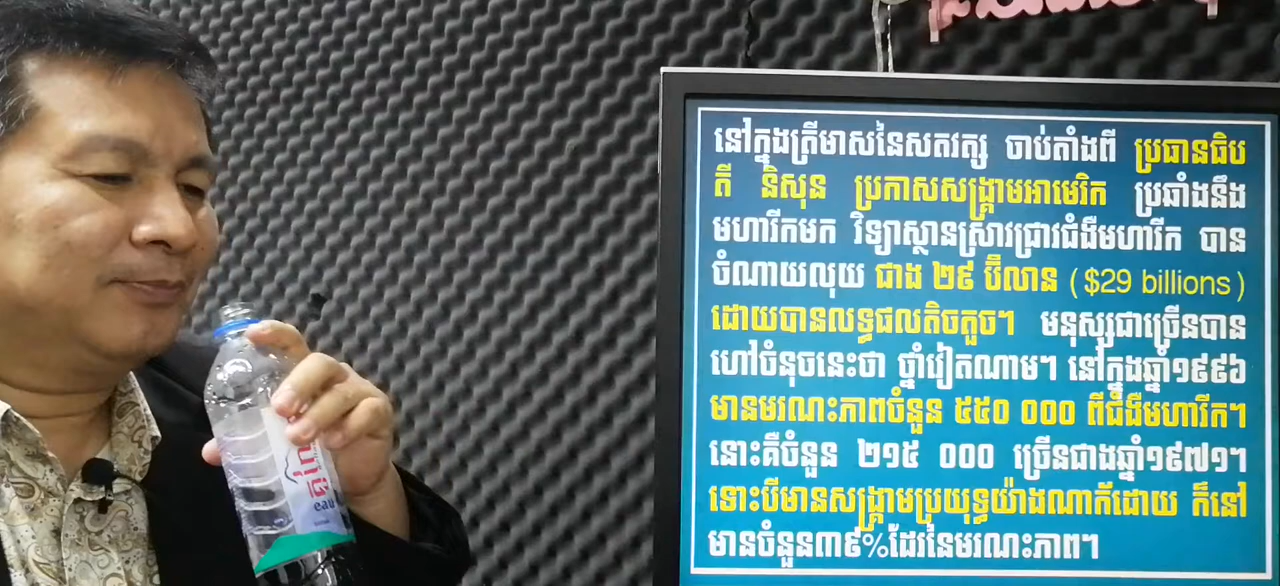 នៅក្នុងត្រីមាសនៃសតវត្ស ចាប់តាំងពី ប្រធានធិប
តី និសុន ប្រកាសសង្គ្រាមអាមេរិក ប្រឆាំងនឹង
មហារីកមក វិទ្យាស្ថានស្រាវជ្រាវជំងឺមហារីក បាន
ចំណាយលុយ ជាង ២៩ ប៊ីលាន ($29 billions)
ដោយបានលទ្ធផលតិចតួច។ មនុស្សជាច្រើនបាន
ហៅចំនុចនេះថា ថ្នាំវៀតណាម។ នៅក្នុងឆ្នាំ១៩៩៦
មានមរណះភាពចំនួន ៥៥០ ០០០ ពីជំងឺមហារីក។
នោះគឺចំនួន ២១៥ ០០០ ច្រើនជាងឆ្នាំ១៩៧១។
ទោះបីមានសង្គ្រាមប្រយុទ្ធយ៉ាងណាក័ដោយ ក៏នៅ
មានចំនួន៣៩%ដែរនៃមរណះភាព។
eau